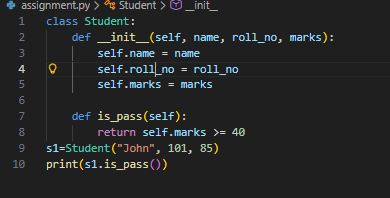 assignment.py > Student > __init__
1 class Student:
2     def __init__(self, name, roll_no, marks):
3         self.name = name
4         self.roll_no = roll_no
5         self.marks = marks
6
7     def is_pass(self):
8         return self.marks >= 40
9 s1=Student("John", 101, 85)
10 print(s1.is_pass())